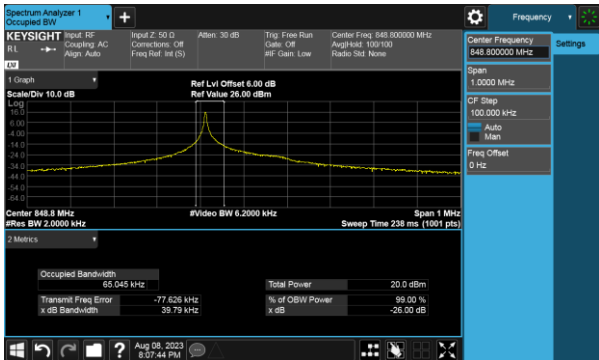 Spectrum Analyzer 1
Occupied BW
Frequency
KEYSIGHT
Input: RF
Coupling: AC
Align: Auto
Input Z: 50 Ω
Corrections: Off
Freq Ref: Int (S)
Atten: 30 dB
Trig: Free Run
Gate: Off
#IF Gain: Low
Center Freq: 848.800000 MHz
Avg|Hold: 100/100
Radio Std: None
RL
LXI
Center Frequency
848.800000 MHz
Settings
Span
1.0000 MHz
CF Step
100.000 kHz
Auto
Man
Freq Offset
0 Hz
1 Graph
Scale/Div 10.0 dB
Ref Lvl Offset 6.00 dB
Ref Value 26.00 dBm
Log
16.0
6.00
-4.00
-14.0
-24.0
-34.0
-44.0
-54.0
-64.0
Center 848.8 MHz
#Video BW 6.2000 kHz
Span 1 MHz
#Res BW 2.0000 kHz
Sweep Time 238 ms (1001 pts)
2 Metrics
Occupied Bandwidth
65.045 kHz
Total Power
20.0 dBm
Transmit Freq Error
-77.626 kHz
% of OBW Power
99.00 %
x dB Bandwidth
39.79 kHz
x dB
-26.00 dB
Aug 08, 2023
8:07:44 PM